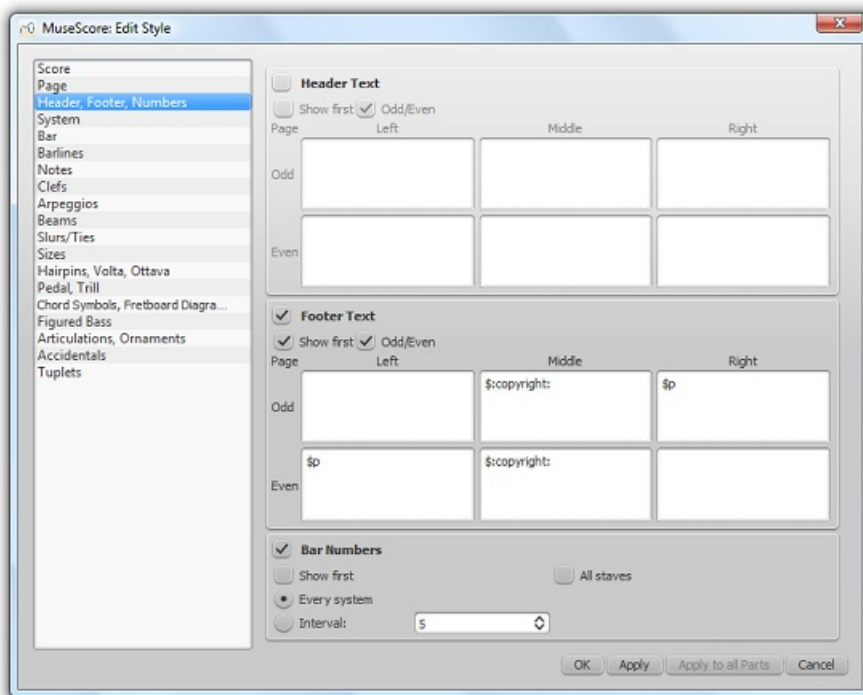 MuseScore: Edit Style
Score
Page
Header, Footer, Numbers
System
Bar
Barlines
Notes
Clefs
Arpeggios
Beams
Slurs/Ties
Sizes
Hairpins, Volta, Ottava
Pedal, Trill
Chord Symbols, Fretboard Diagra...
Figured Bass
Articulations, Ornaments
Accidentals
Tuplets
Header Text
Show first Odd/Even
Page Left Middle Right
Odd
Even
Footer Text
Show first Odd/Even
Page Left Middle Right
Odd $:copyright: $p
Even $p $:copyright:
Bar Numbers
Show first All staves
Every system
Interval: 5
OK Apply Apply to all Parts Cancel